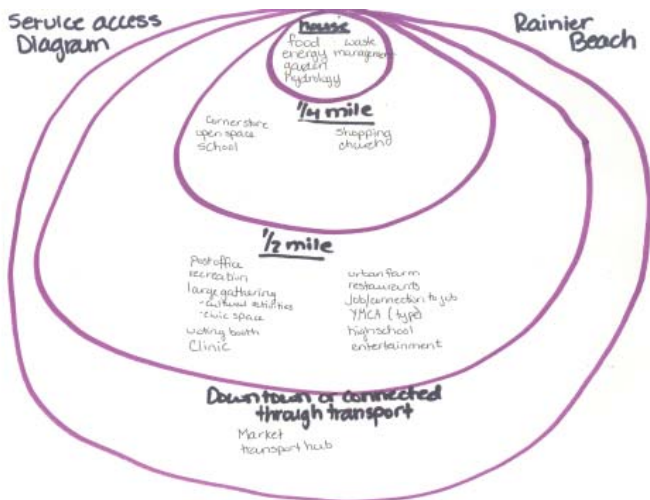 Service access
Diagram
Rainier
Beach
house
food waste
energy management
garden
hydrology
1/4 mile
Corner store
open space
school
shopping
church
1/2 mile
Post office
recreation
large gathering
- cultural activities
- civic space
voting booth
Clinic
urban farm
restaurants
Job/connection to job
YMCA (type)
highschool
entertainment
Downtown or connected
through transport
Market
transport hub